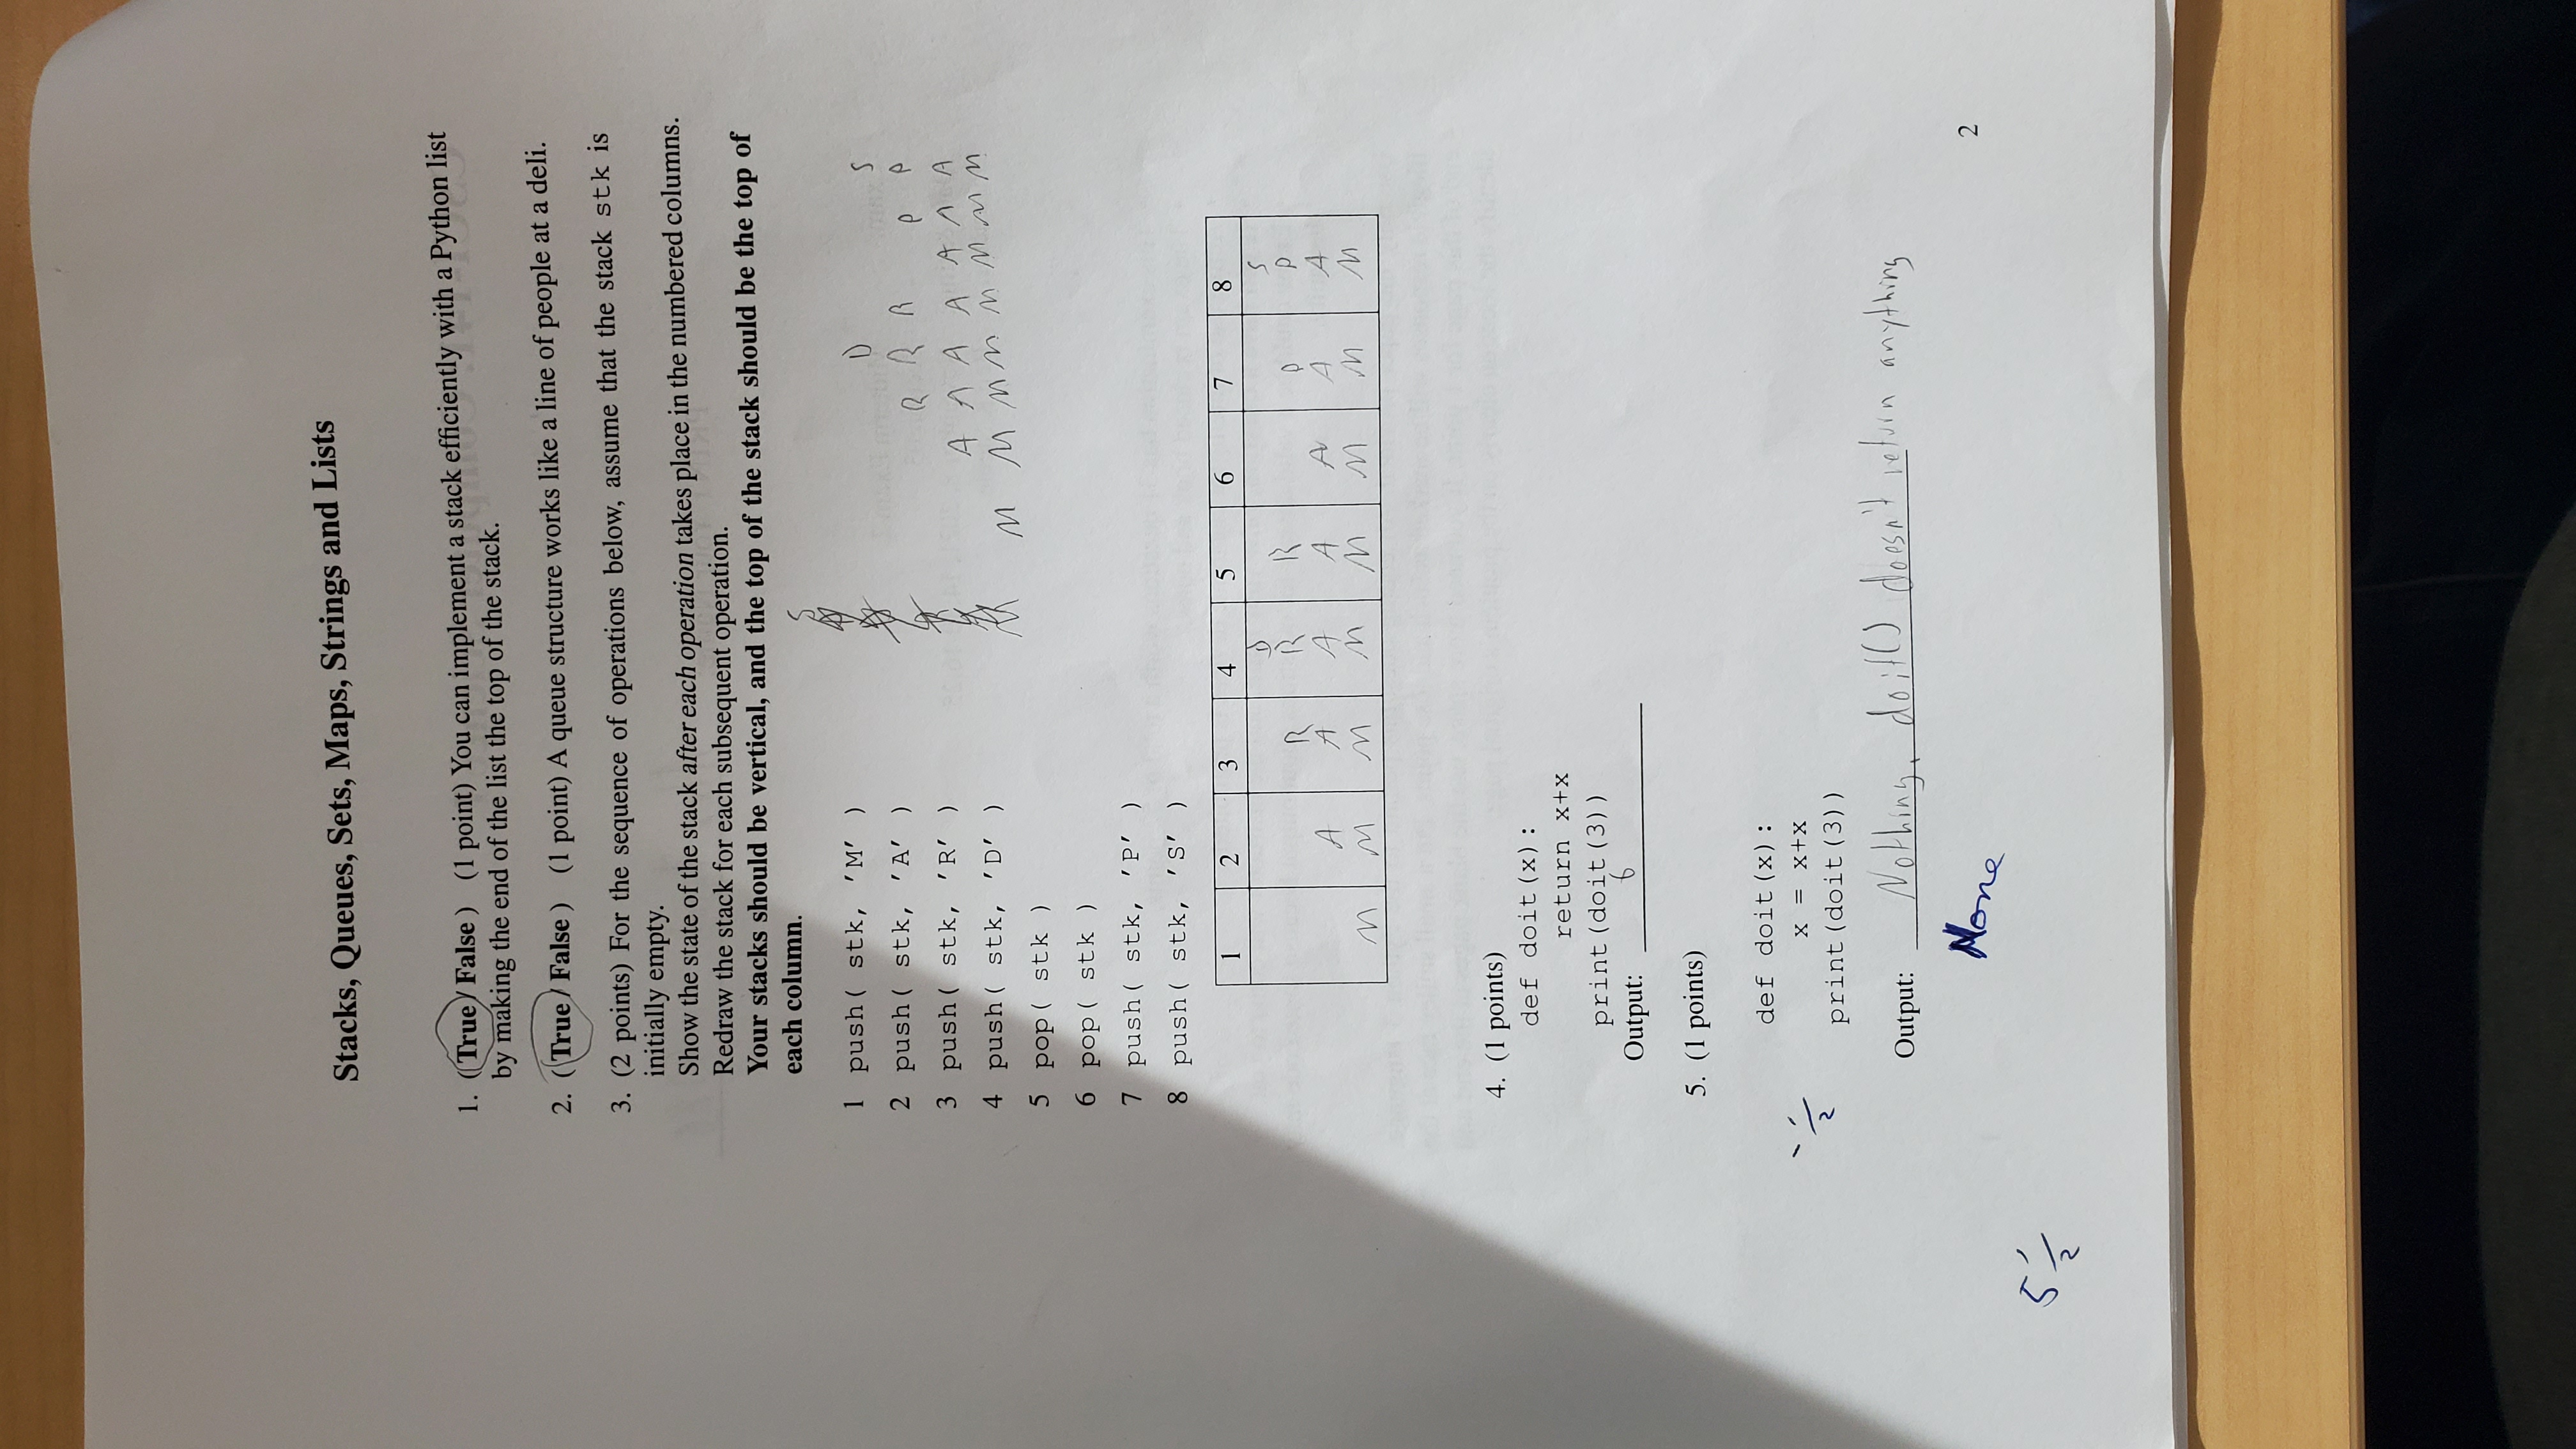 Stacks, Queues, Sets, Maps, Strings and Lists
1. ( True / False ) (1 point) You can implement a stack efficiently with a Python list
by making the end of the list the top of the stack.
2. ( True / False ) (1 point) A queue structure works like a line of people at a deli.
3. (2 points) For the sequence of operations below, assume that the stack stk is
initially empty.
Show the state of the stack after each operation takes place in the numbered columns.
Redraw the stack for each subsequent operation.
Your stacks should be vertical, and the top of the stack should be the top of
each column.
1 push( stk, 'M' )
2 push( stk, 'A' )
3 push( stk, 'R' )
4 push( stk, 'D' )
5 pop( stk )
6 pop( stk )
7 push( stk, 'P' )
8 push( stk, 'S' )
S
D S
R R R P P
A A A A A A A
M M M M M M M M
1 2 3 4 5 6 7 8
D S
R R R P P
A A A A A A A
M M M M M M M M
4. (1 points)
def doit(x):
return x+x
print(doit(3))
Output: 6
5. (1 points)
def doit(x):
x = x+x
- 1/2
print(doit(3))
Output: Nothing, doit() doesn't return anything
None
2
5 1/2